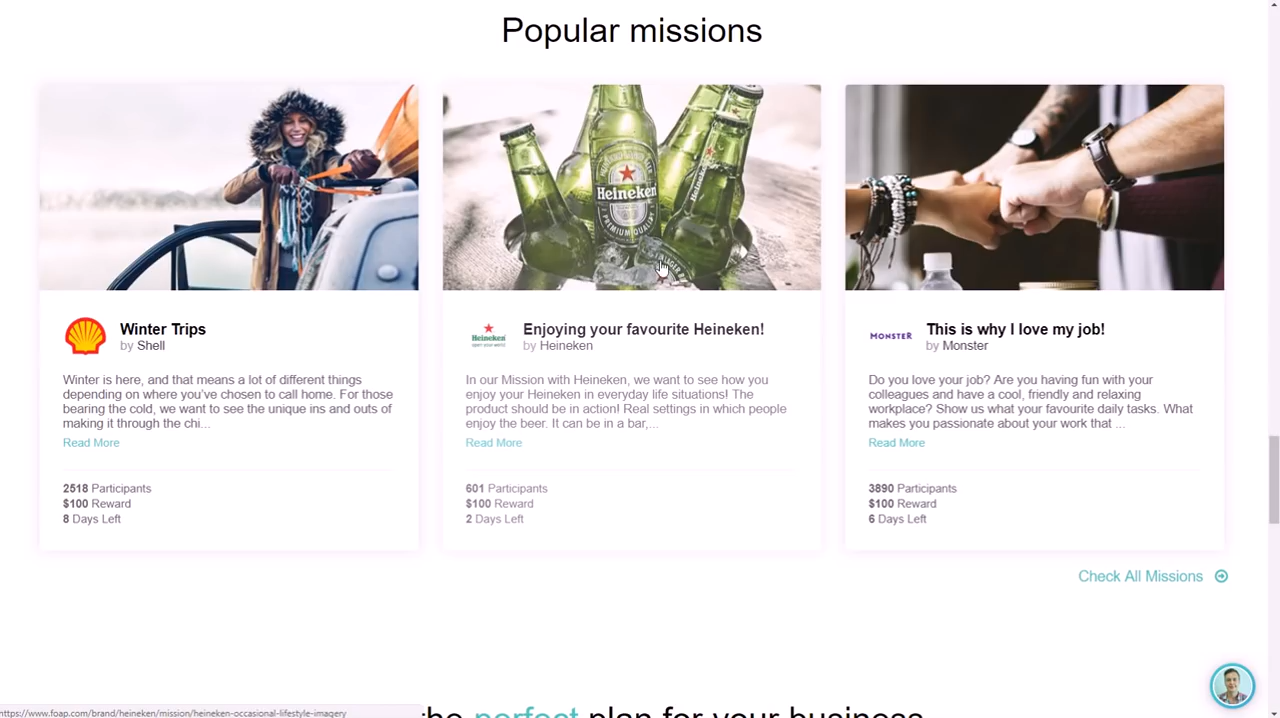 Popular missions
Heineken
PREMIUM QUALITY
Winter Trips
by Shell
Winter is here, and that means a lot of different things
depending on where you've chosen to call home. For those
bearing the cold, we want to see the unique ins and outs of
making it through the chi...
Read More
2518 Participants
$100 Reward
8 Days Left
Heineken
open your world
Enjoying your favourite Heineken!
by Heineken
In our Mission with Heineken, we want to see how you
enjoy your Heineken in everyday life situations! The
product should be in action! Real settings in which people
enjoy the beer. It can be in a bar,...
Read More
601 Participants
$100 Reward
2 Days Left
MONSTER
This is why I love my job!
by Monster
Do you love your job? Are you having fun with your
colleagues and have a cool, friendly and relaxing
workplace? Show us what your favourite daily tasks. What
makes you passionate about your work that ...
Read More
3890 Participants
$100 Reward
6 Days Left
Check All Missions
the perfect plan for your business
https://www.foap.com/brand/heineken/mission/heineken-occasional-lifestyle-imagery